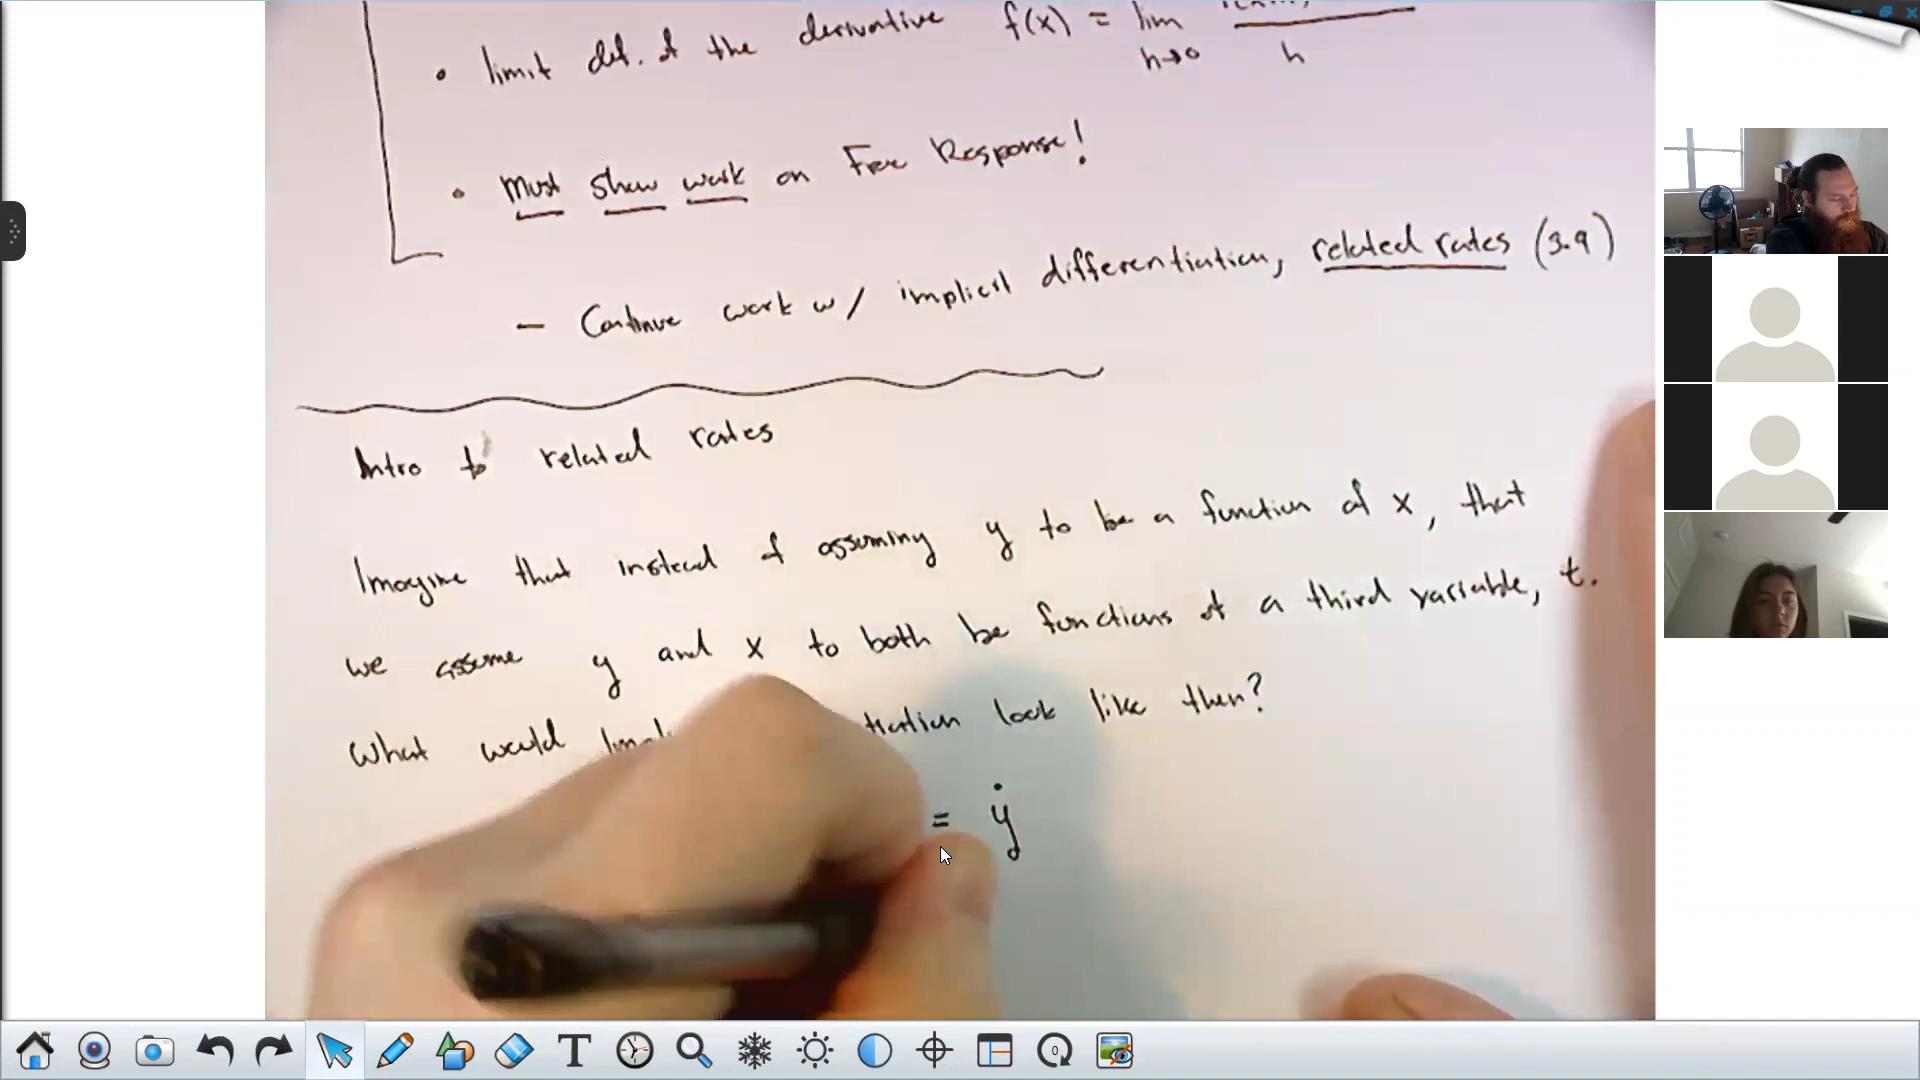 • limit def. of the derivative f(x) = lim h→0 h
• Must show work on Free Response!
– Continue work w/ implicit differentiation, related rates (3.9)
Intro to related rates
Imagine that instead of assuming y to be a function of x, that
we assume y and x to both be functions of a third variable, t.
What would look like then?
= ẏ
T
0